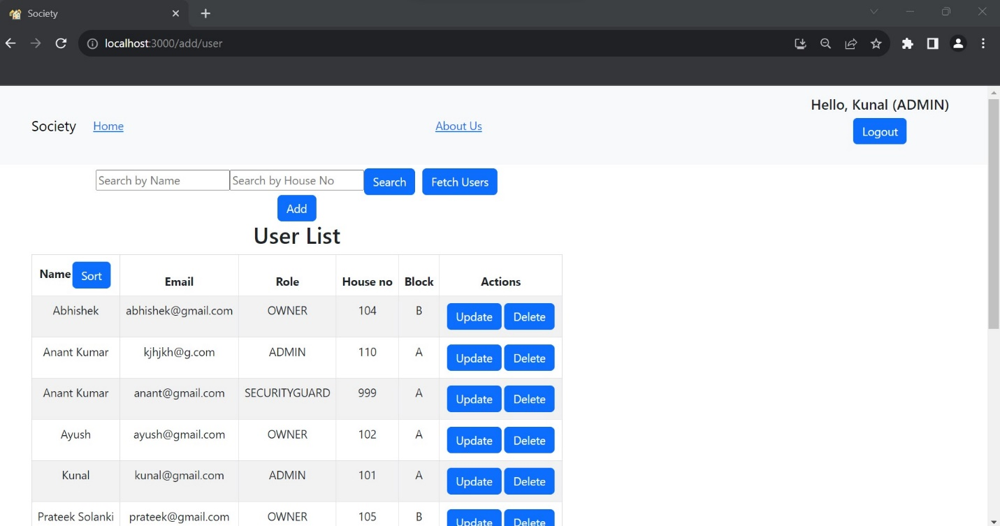 Society
localhost:3000/add/user
Hello, Kunal (ADMIN)
Society Home About Us
Logout
Search by Name Search by House No Search Fetch Users
Add
User List
Name Sort Email Role House no Block Actions
Abhishek abhishek@gmail.com OWNER 104 B Update Delete
Anant Kumar kjhjkh@g.com ADMIN 110 A Update Delete
Anant Kumar anant@gmail.com SECURITYGUARD 999 A Update Delete
Ayush ayush@gmail.com OWNER 102 A Update Delete
Kunal kunal@gmail.com ADMIN 101 A Update Delete
Prateek Solanki prateek@gmail.com OWNER 105 B Update Delete